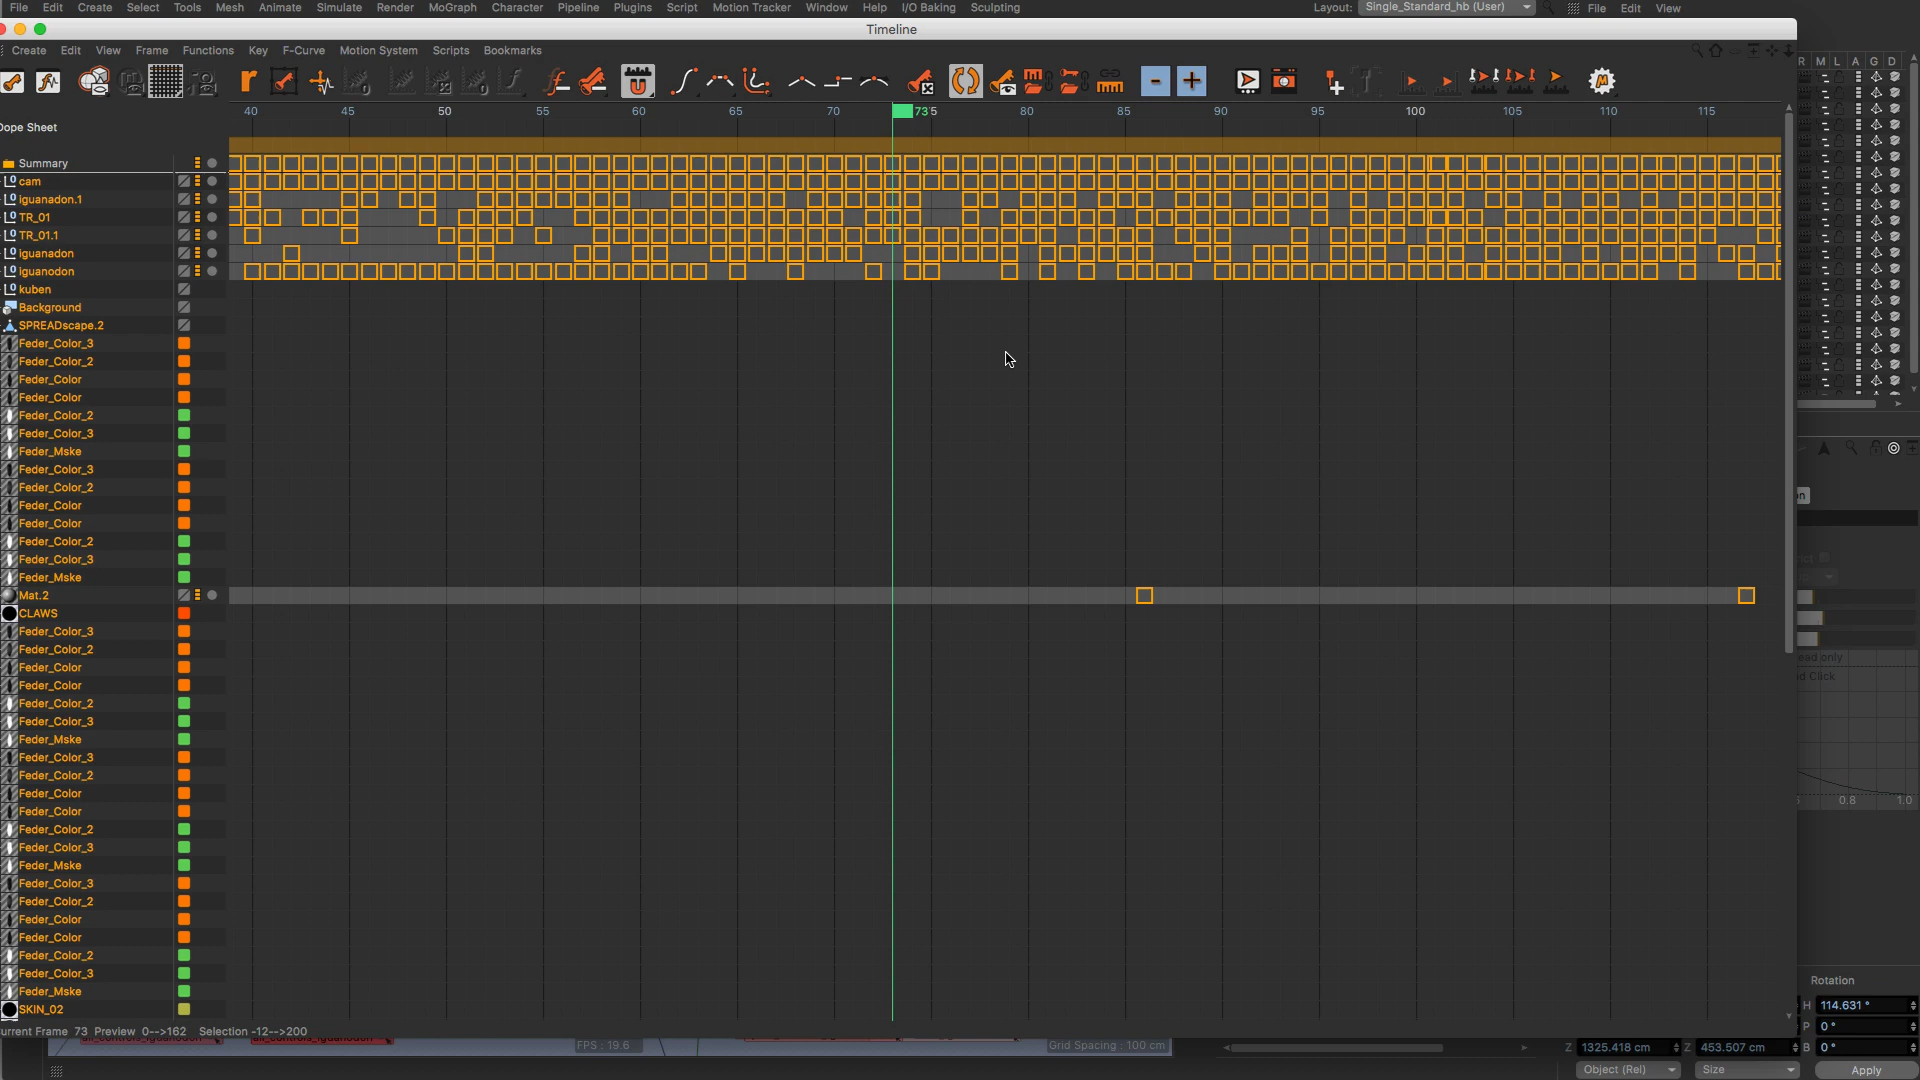 File Edit Create Select Tools Mesh Animate Simulate Render MoGraph Character Pipeline Plugins Script Motion Tracker Window Help I/O Baking Sculpting Layout: Single_Standard_hb (User) File Edit View
Timeline
Create Edit View Frame Functions Key F-Curve Motion System Scripts Bookmarks
R M L A G D
40 45 50 55 60 65 70 73 5 80 85 90 95 100 105 110 115
Dope Sheet
Summary
cam
iguanadon.1
TR_01
TR_01.1
iguanadon
iguanodon
kuben
Background
SPREADscape.2
Feder_Color_3
Feder_Color_2
Feder_Color
Feder_Color
Feder_Color_2
Feder_Color_3
Feder_Mske
Feder_Color_3
Feder_Color_2
Feder_Color
Feder_Color
Feder_Color_2
Feder_Color_3
Feder_Mske
Mat.2
CLAWS
Feder_Color_3
Feder_Color_2
Feder_Color
Feder_Color
Feder_Color_2
Feder_Color_3
Feder_Mske
Feder_Color_3
Feder_Color_2
Feder_Color
Feder_Color
Feder_Color_2
Feder_Color_3
Feder_Mske
Feder_Color_3
Feder_Color_2
Feder_Color
Feder_Color
Feder_Color_2
Feder_Color_3
Feder_Mske
SKIN_02
ead only
d Click
0.8 1.0
Rotation
H 114.631 °
P 0 °
B 0 °
urrent Frame 73 Preview 0-->162 Selection -12-->200
FPS : 19.6 Grid Spacing : 100 cm
Z 1325.418 cm Z 453.507 cm
Object (Rel) Size Apply